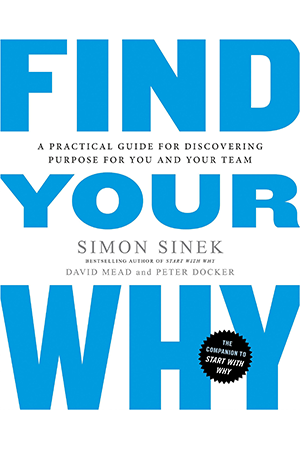 FIND
A PRACTICAL GUIDE FOR DISCOVERING
PURPOSE FOR YOU AND YOUR TEAM
YOUR
SIMON SINEK
BESTSELLING AUTHOR OF START WITH WHY
DAVID MEAD and PETER DOCKER
WHY
THE
COMPANION TO
START WITH
WHY